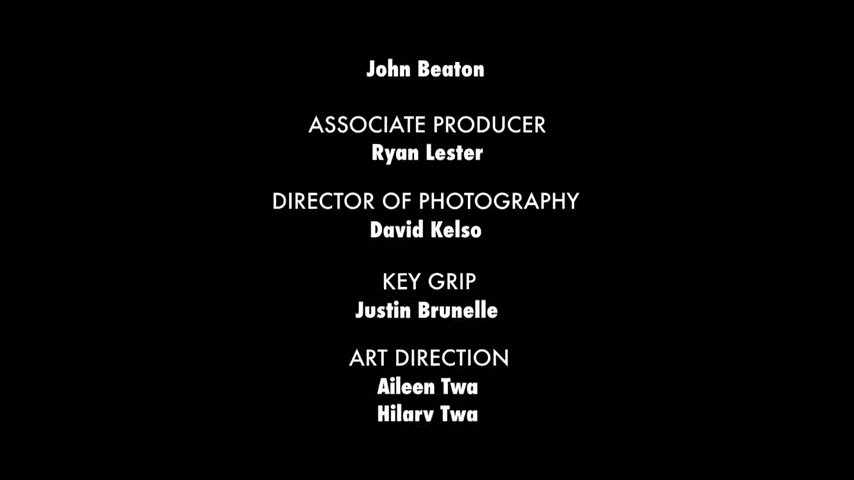 John Beaton
ASSOCIATE PRODUCER
Ryan Lester
DIRECTOR OF PHOTOGRAPHY
David Kelso
KEY GRIP
Justin Brunelle
ART DIRECTION
Aileen Twa
Hilary Twa